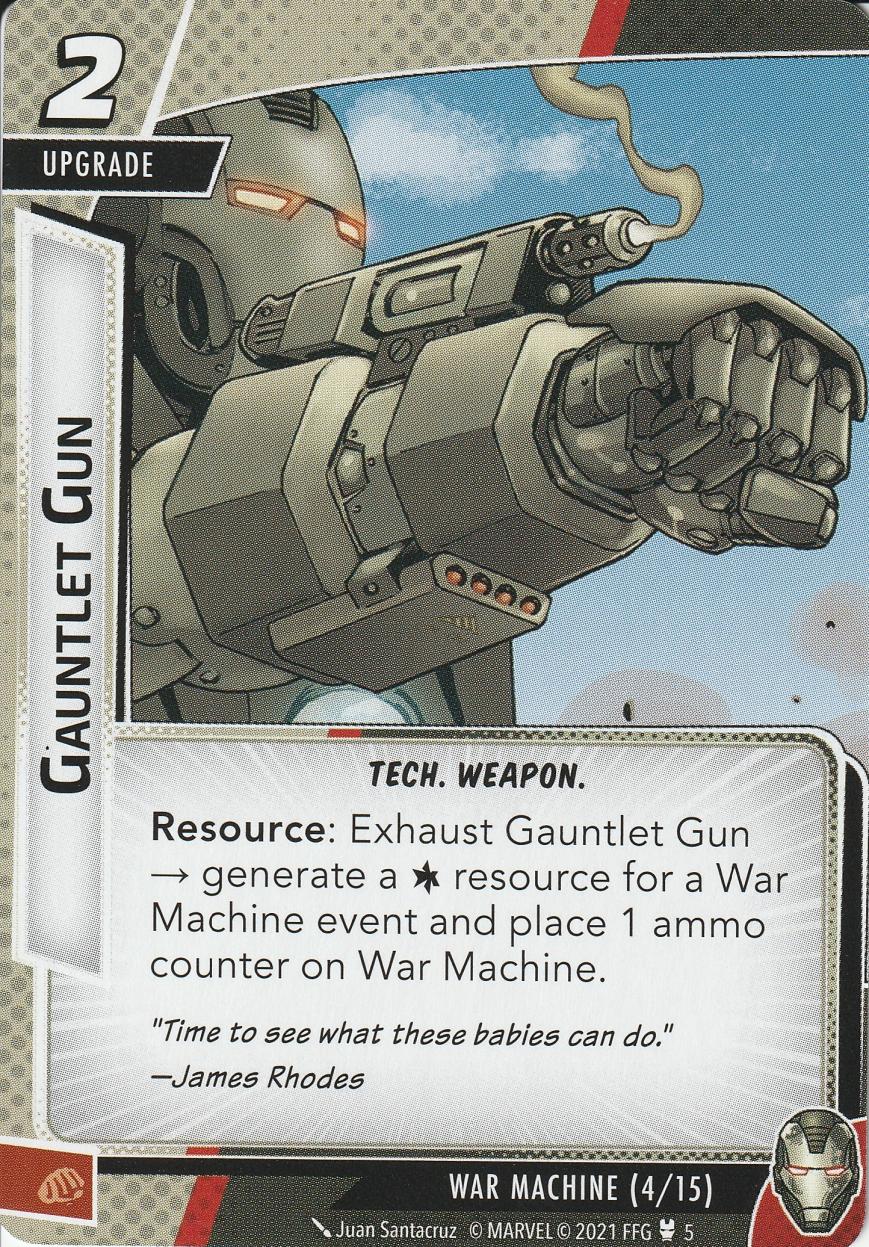 2
UPGRADE
GAUNTLET GUN
TECH. WEAPON.
Resource: Exhaust Gauntlet Gun
→ generate a resource for a War
Machine event and place 1 ammo
counter on War Machine.
"Time to see what these babies can do."
—James Rhodes
WAR MACHINE (4/15)
Juan Santacruz © MARVEL © 2021 FFG 5